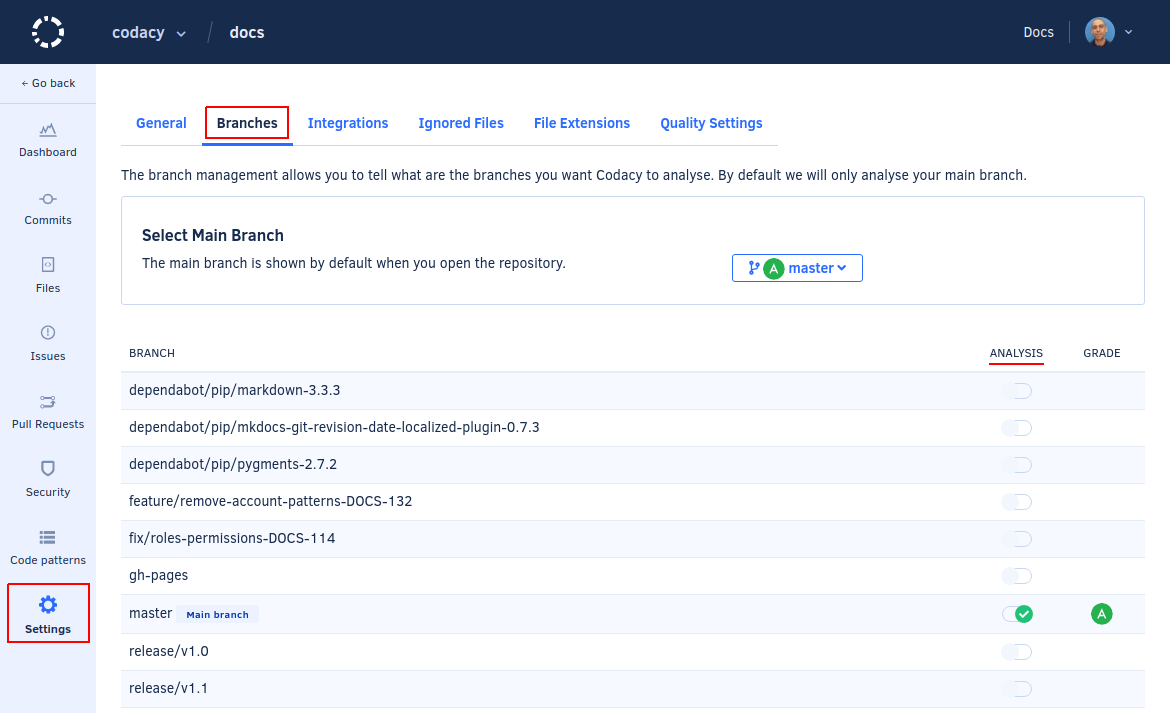 codacy / docs
Docs
← Go back
Dashboard
Commits
Files
Issues
Pull Requests
Security
Code patterns
Settings
General Branches Integrations Ignored Files File Extensions Quality Settings
The branch management allows you to tell what are the branches you want Codacy to analyse. By default we will only analyse your main branch.
Select Main Branch
The main branch is shown by default when you open the repository.
A master
BRANCH ANALYSIS GRADE
dependabot/pip/markdown-3.3.3
dependabot/pip/mkdocs-git-revision-date-localized-plugin-0.7.3
dependabot/pip/pygments-2.7.2
feature/remove-account-patterns-DOCS-132
fix/roles-permissions-DOCS-114
gh-pages
master Main branch A
release/v1.0
release/v1.1